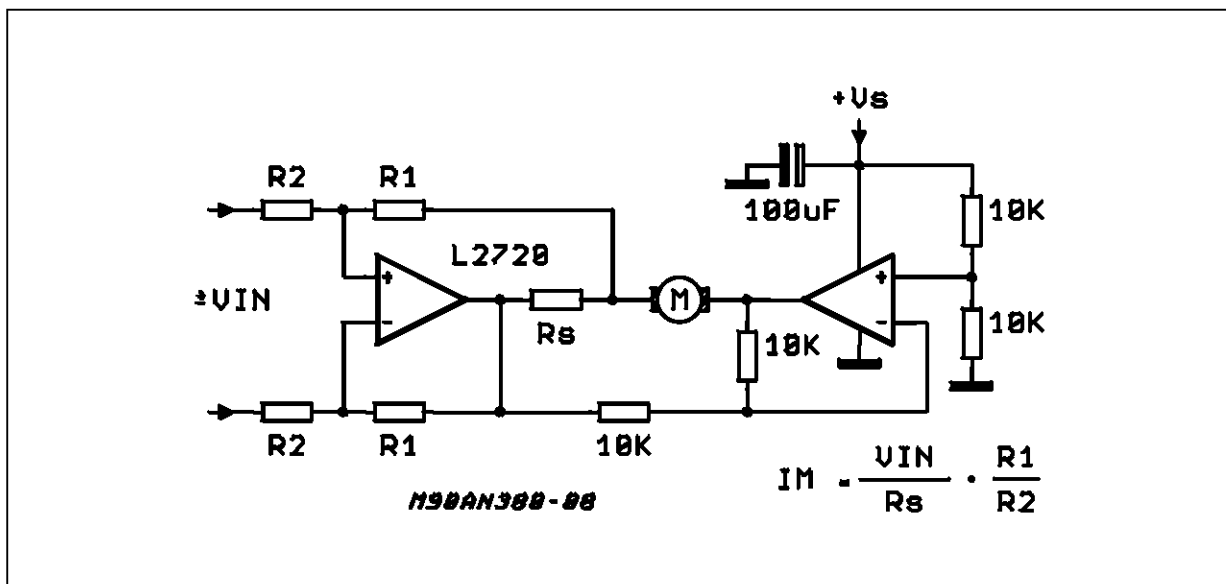 +Vs
R2 R1
100uF 10K
L2720
+ +
±VIN M
- -
Rs 10K 10K
R2 R1 10K
IM = VIN/Rs · R1/R2
M90AN380-08